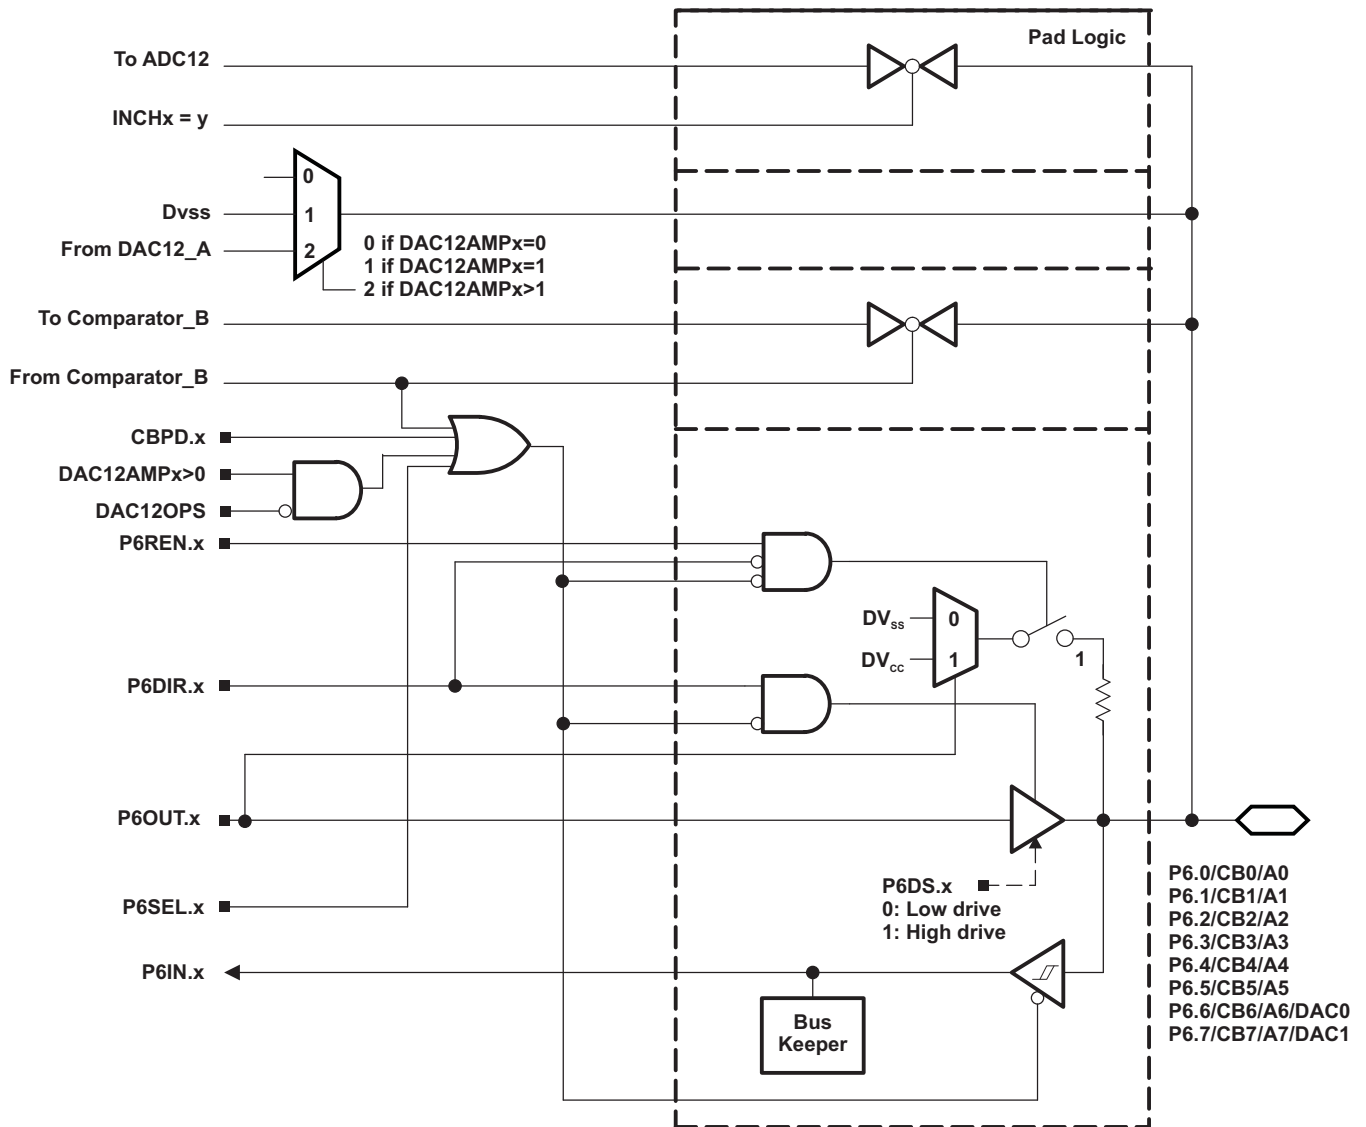 Pad Logic
To ADC12
INCHx = y
0
Dvss
1
From DAC12_A
2
0 if DAC12AMPx=0
1 if DAC12AMPx=1
2 if DAC12AMPx>1
To Comparator_B
From Comparator_B
CBPD.x
DAC12AMPx>0
DAC12OPS
P6REN.x
DVss
0
DVcc
1
1
P6DIR.x
P6OUT.x
P6DS.x
0: Low drive
1: High drive
P6SEL.x
P6IN.x
Bus
Keeper
P6.0/CB0/A0
P6.1/CB1/A1
P6.2/CB2/A2
P6.3/CB3/A3
P6.4/CB4/A4
P6.5/CB5/A5
P6.6/CB6/A6/DAC0
P6.7/CB7/A7/DAC1